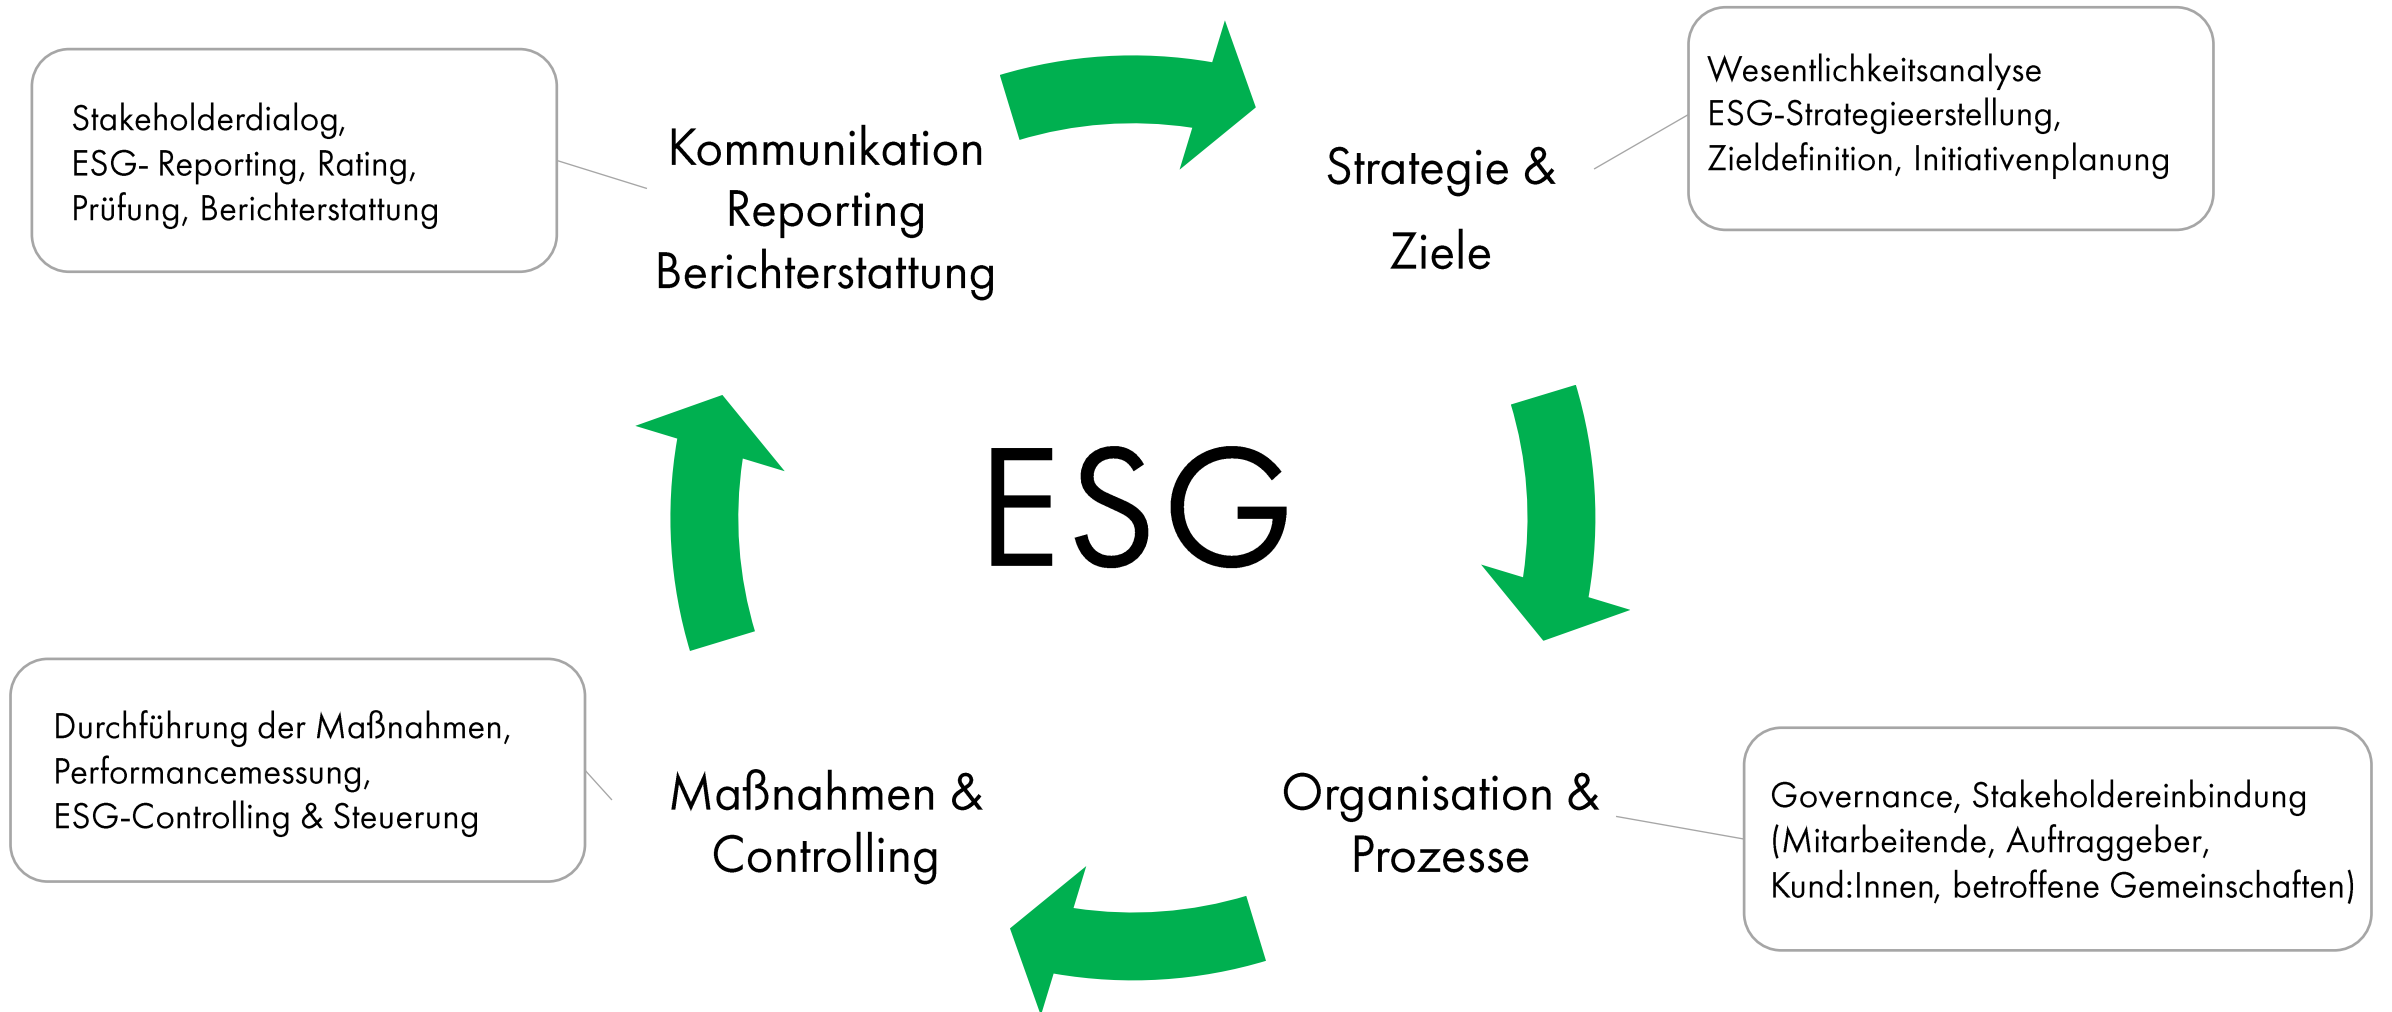 Stakeholderdialog,
ESG- Reporting, Rating,
Prüfung, Berichterstattung
Kommunikation
Reporting
Berichterstattung
Strategie &
Ziele
Wesentlichkeitsanalyse
ESG-Strategieerstellung,
Zieldefinition, Initiativenplanung
ESG
Durchführung der Maßnahmen,
Performancemessung,
ESG-Controlling & Steuerung
Maßnahmen &
Controlling
Organisation &
Prozesse
Governance, Stakeholdereinbindung
(Mitarbeitende, Auftraggeber,
Kund:Innen, betroffene Gemeinschaften)